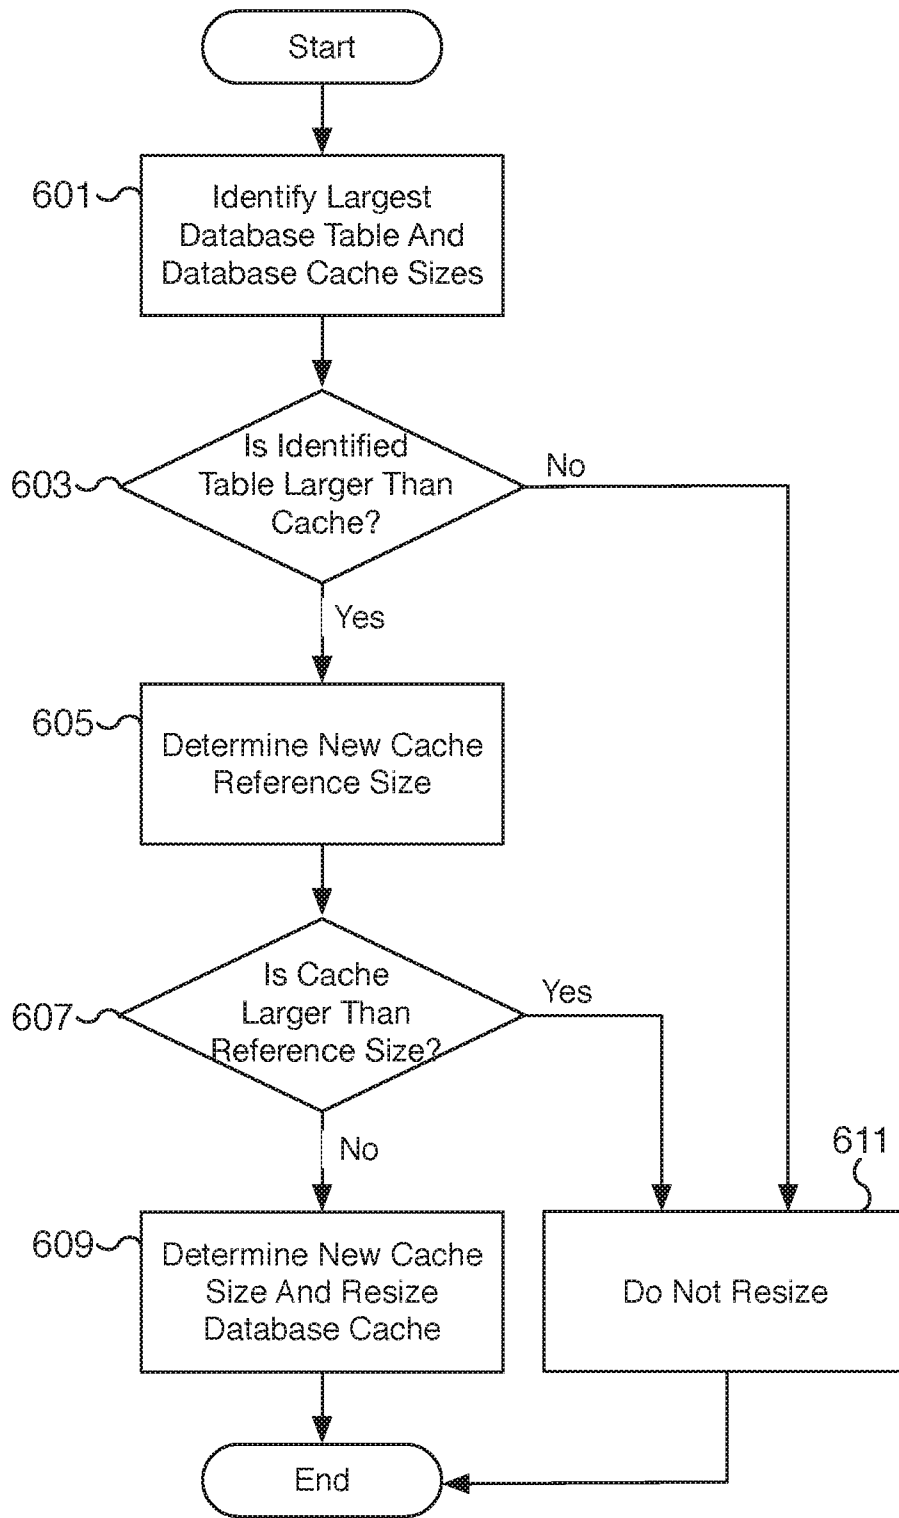 Start
601
Identify Largest
Database Table And
Database Cache Sizes
603
Is Identified
Table Larger Than
Cache?
No
Yes
605
Determine New Cache
Reference Size
607
Is Cache
Larger Than
Reference Size?
Yes
No
611
609
Determine New Cache
Size And Resize
Database Cache
Do Not Resize
End